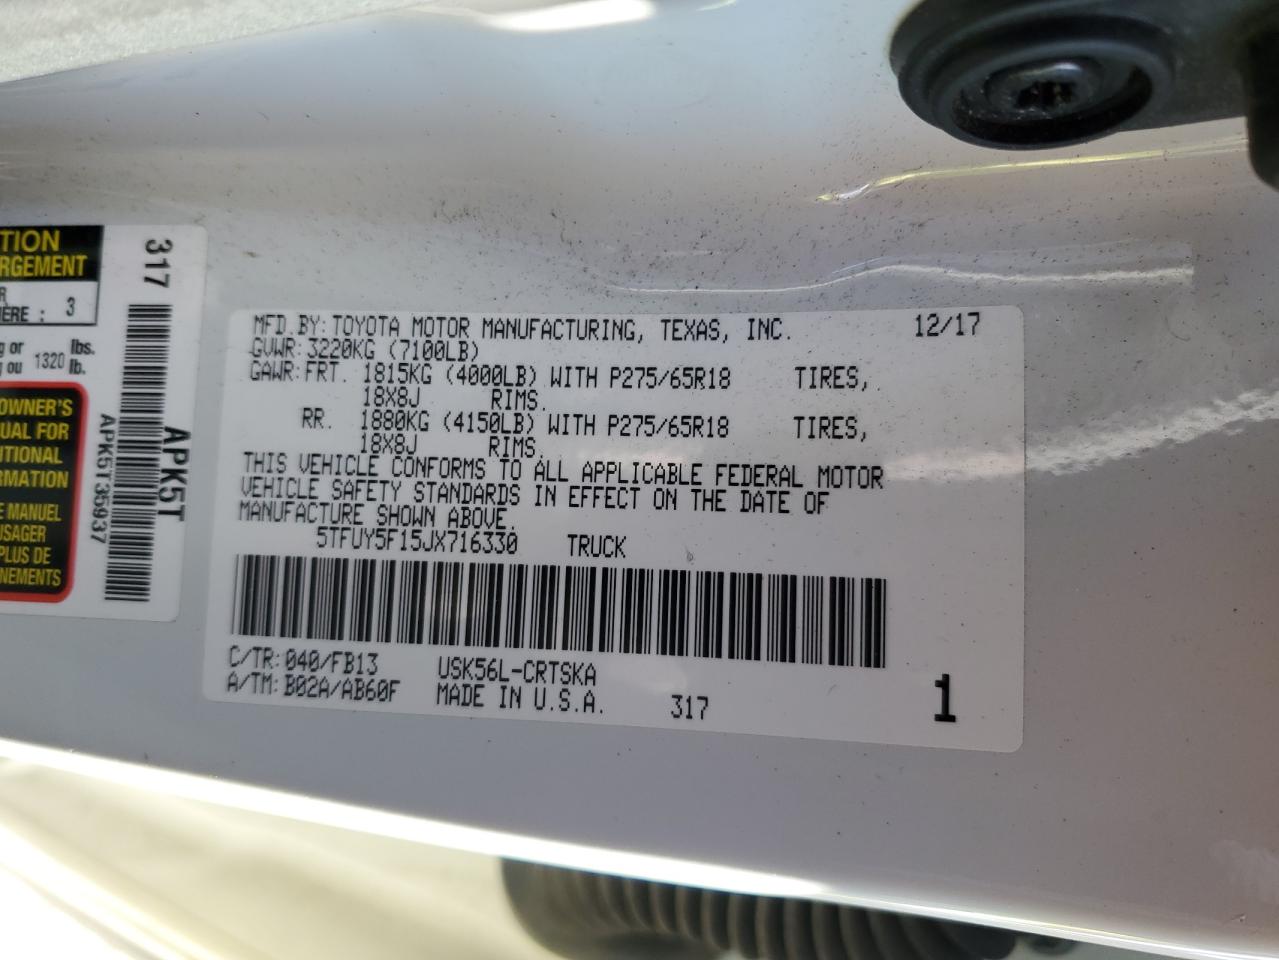 TION
RGEMENT
R
IERE : 3
g or 1320 lbs.
g ou lb.
OWNER'S
UAL FOR
ITIONAL
RMATION
E MANUEL
USAGER
PLUS DE
NEMENTS
317
APK5T
APK5T35937
MFD.BY:TOYOTA MOTOR MANUFACTURING, TEXAS, INC. 12/17
GVWR:3220KG (7100LB)
GAWR:FRT. 1815KG (4000LB) WITH P275/65R18 TIRES,
18X8J RIMS.
RR. 1880KG (4150LB) WITH P275/65R18 TIRES,
18X8J RIMS.
THIS VEHICLE CONFORMS TO ALL APPLICABLE FEDERAL MOTOR
VEHICLE SAFETY STANDARDS IN EFFECT ON THE DATE OF
MANUFACTURE SHOWN ABOVE.
5TFUY5F15JX716330 TRUCK
C/TR:040/FB13 USK56L-CRTSKA
A/TM:B02A/AB60F MADE IN U.S.A. 317 1